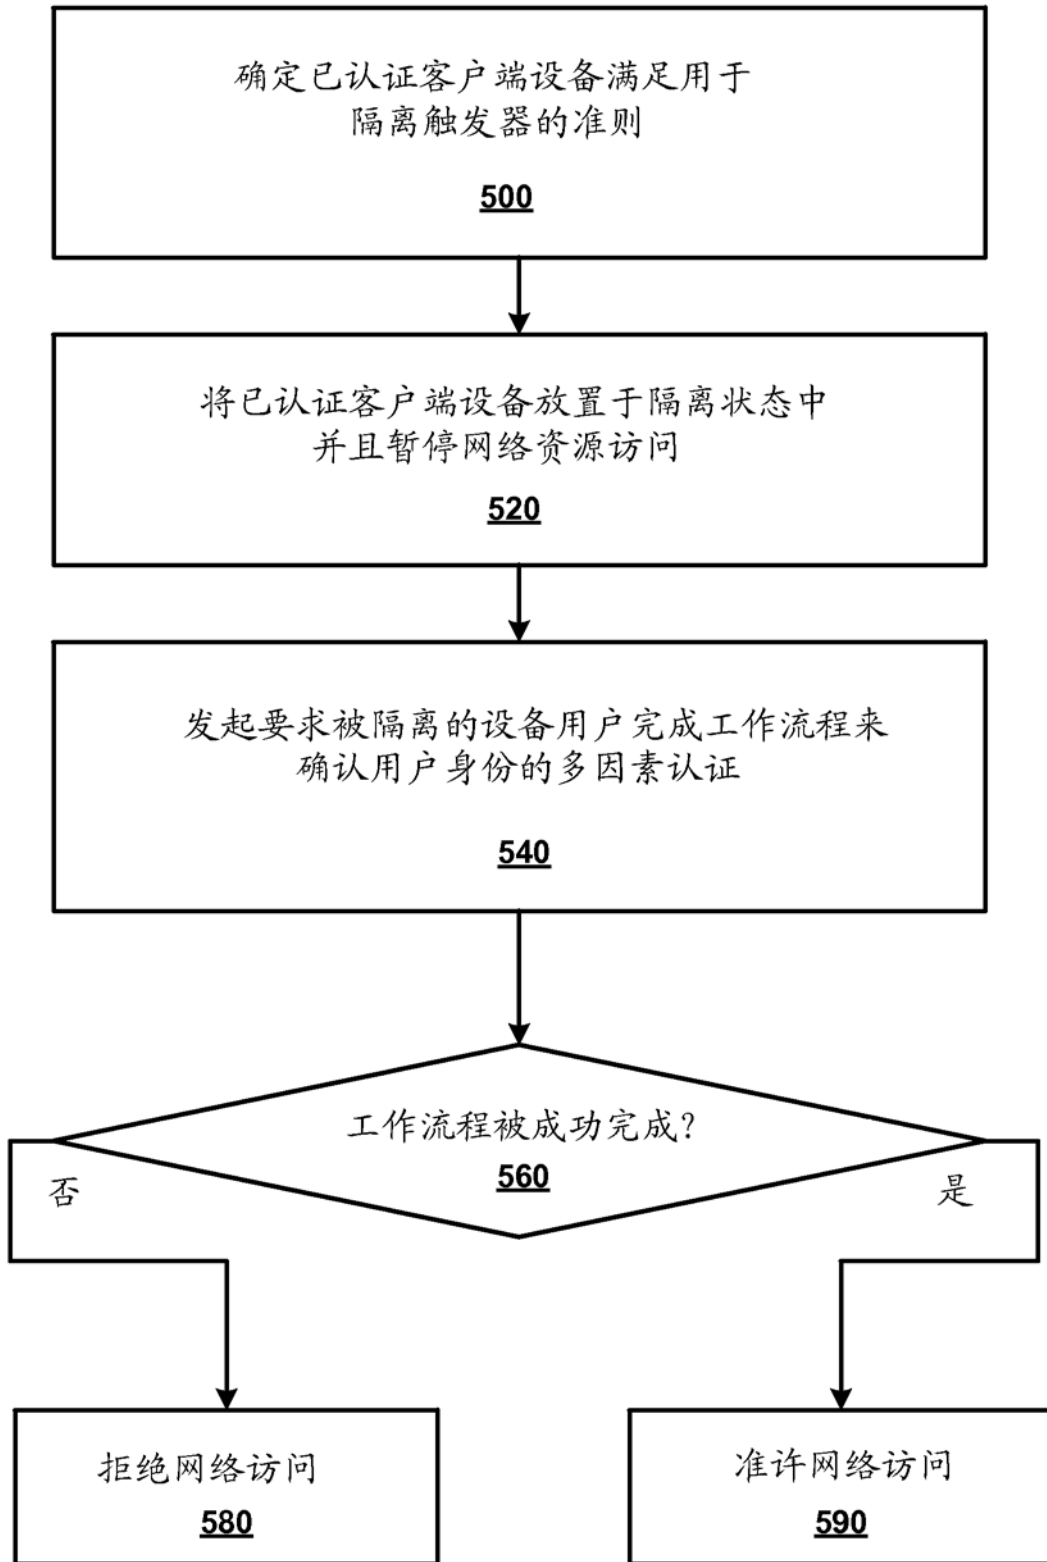 确定已认证客户端设备满足用于
隔离触发器的准则
500
将已认证客户端设备放置于隔离状态中
并且暂停网络资源访问
520
发起要求被隔离的设备用户完成工作流程来
确认用户身份的多因素认证
540
工作流程被成功完成?
560
否
是
拒绝网络访问
580
准许网络访问
590